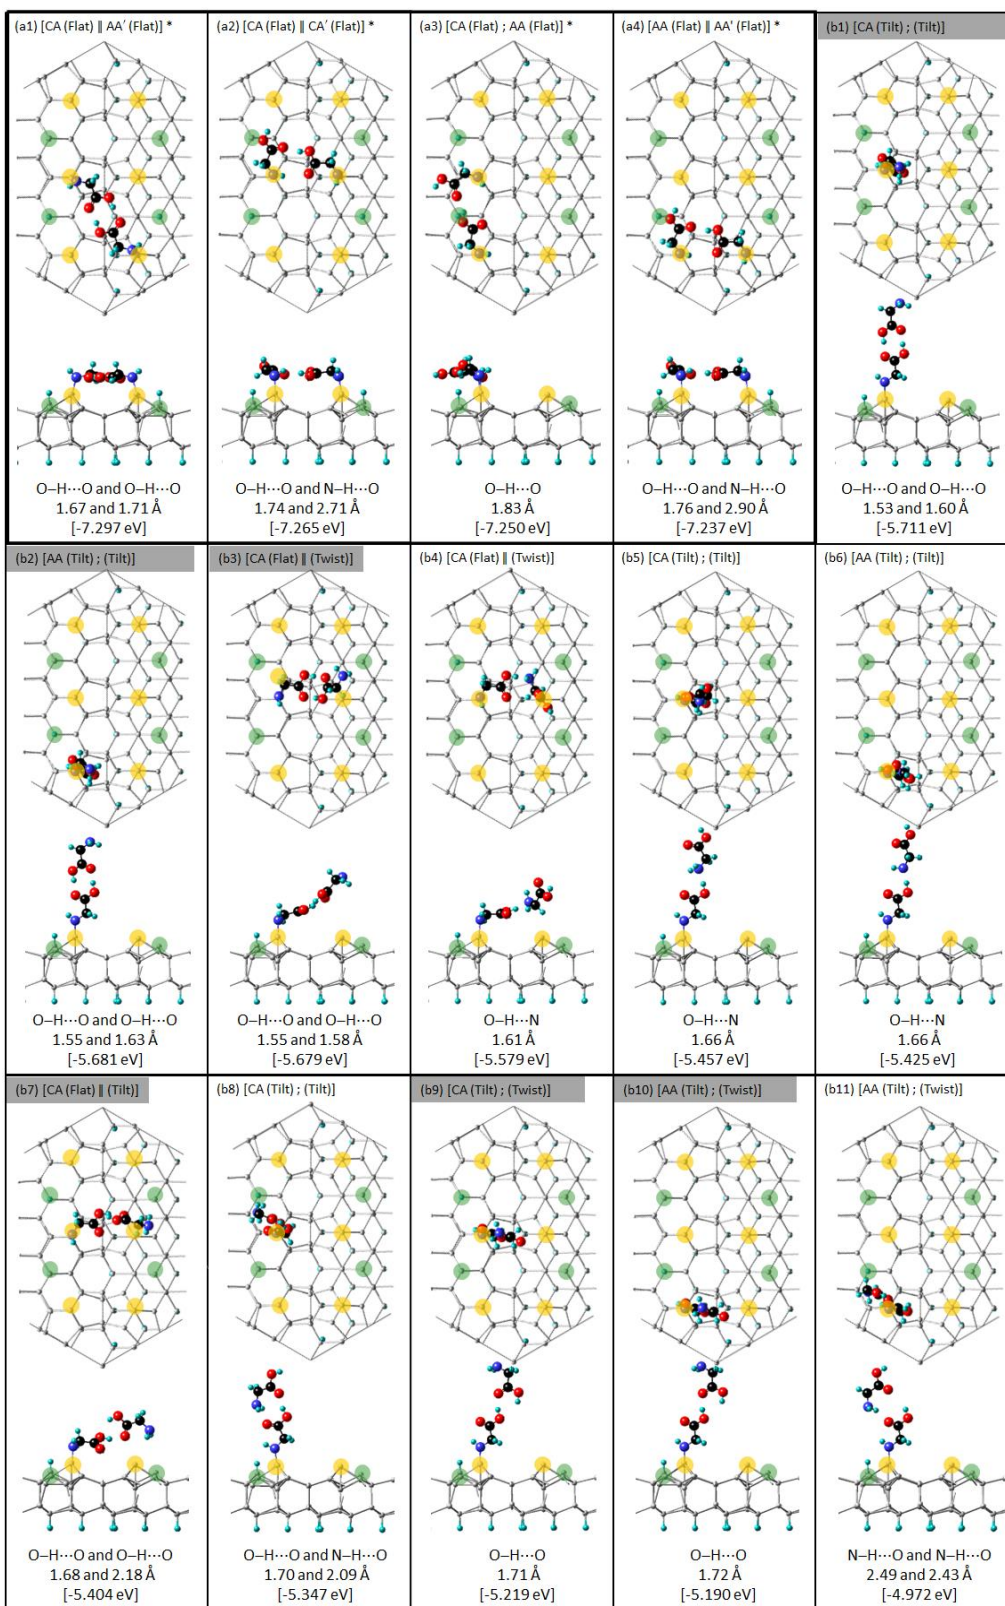 (a1) [CA (Flat) ‖ AA′ (Flat)] *
(a2) [CA (Flat) ‖ CA′ (Flat)] *
(a3) [CA (Flat) ; AA (Flat)] *
(a4) [AA (Flat) ‖ AA' (Flat)] *
(b1) [CA (Tilt) ; (Tilt)]
O–H···O and O–H···O
1.67 and 1.71 Å
[-7.297 eV]
O–H···O and N–H···O
1.74 and 2.71 Å
[-7.265 eV]
O–H···O
1.83 Å
[-7.250 eV]
O–H···O and N–H···O
1.76 and 2.90 Å
[-7.237 eV]
O–H···O and O–H···O
1.53 and 1.60 Å
[-5.711 eV]
(b2) [AA (Tilt) ; (Tilt)]
(b3) [CA (Flat) ‖ (Twist)]
(b4) [CA (Flat) ‖ (Twist)]
(b5) [CA (Tilt) ; (Tilt)]
(b6) [AA (Tilt) ; (Tilt)]
O–H···O and O–H···O
1.55 and 1.63 Å
[-5.681 eV]
O–H···O and O–H···O
1.55 and 1.58 Å
[-5.679 eV]
O–H···N
1.61 Å
[-5.579 eV]
O–H···N
1.66 Å
[-5.457 eV]
O–H···N
1.66 Å
[-5.425 eV]
(b7) [CA (Flat) ‖ (Tilt)]
(b8) [CA (Tilt) ; (Tilt)]
(b9) [CA (Tilt) ; (Twist)]
(b10) [AA (Tilt) ; (Twist)]
(b11) [AA (Tilt) ; (Twist)]
O–H···O and O–H···O
1.68 and 2.18 Å
[-5.404 eV]
O–H···O and N–H···O
1.70 and 2.09 Å
[-5.347 eV]
O–H···O
1.71 Å
[-5.219 eV]
O–H···O
1.72 Å
[-5.190 eV]
N–H···O and N–H···O
2.49 and 2.43 Å
[-4.972 eV]